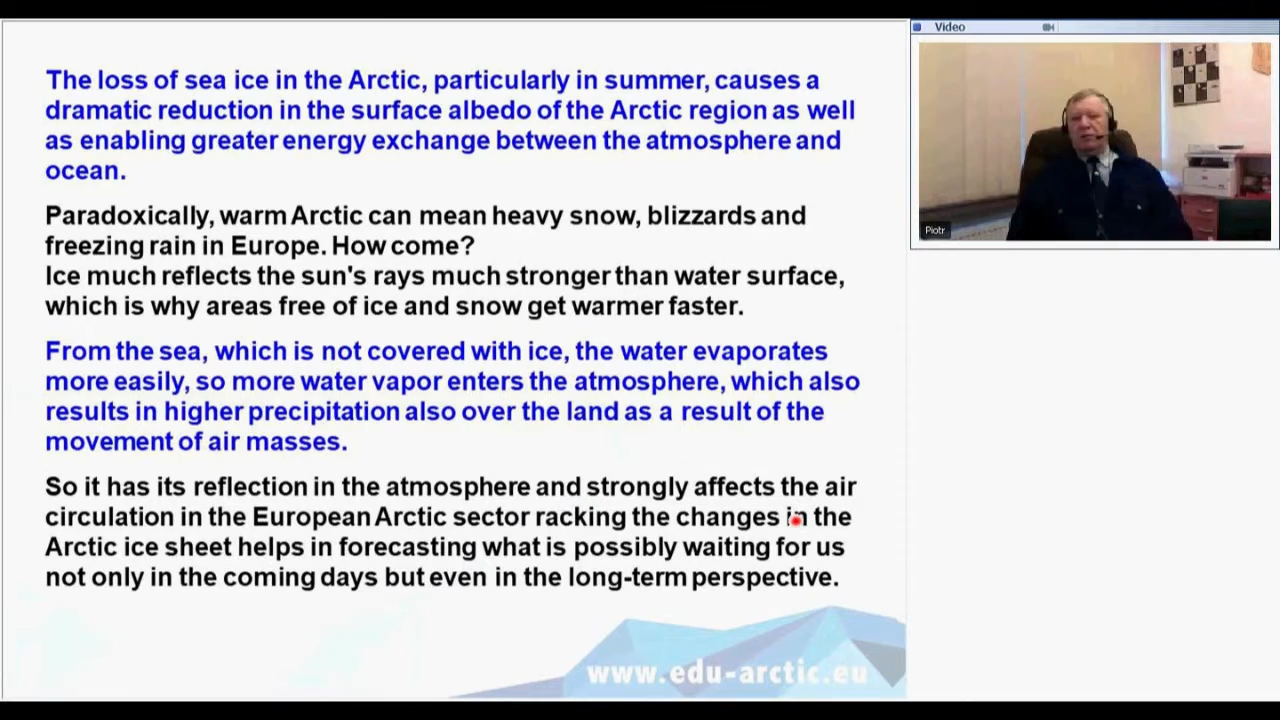 The loss of sea ice in the Arctic, particularly in summer, causes a
dramatic reduction in the surface albedo of the Arctic region as well
as enabling greater energy exchange between the atmosphere and
ocean.
Paradoxically, warm Arctic can mean heavy snow, blizzards and
freezing rain in Europe. How come?
Ice much reflects the sun's rays much stronger than water surface,
which is why areas free of ice and snow get warmer faster.
From the sea, which is not covered with ice, the water evaporates
more easily, so more water vapor enters the atmosphere, which also
results in higher precipitation also over the land as a result of the
movement of air masses.
So it has its reflection in the atmosphere and strongly affects the air
circulation in the European Arctic sector racking the changes in the
Arctic ice sheet helps in forecasting what is possibly waiting for us
not only in the coming days but even in the long-term perspective.
www.edu-arctic.eu
Video
Piotr